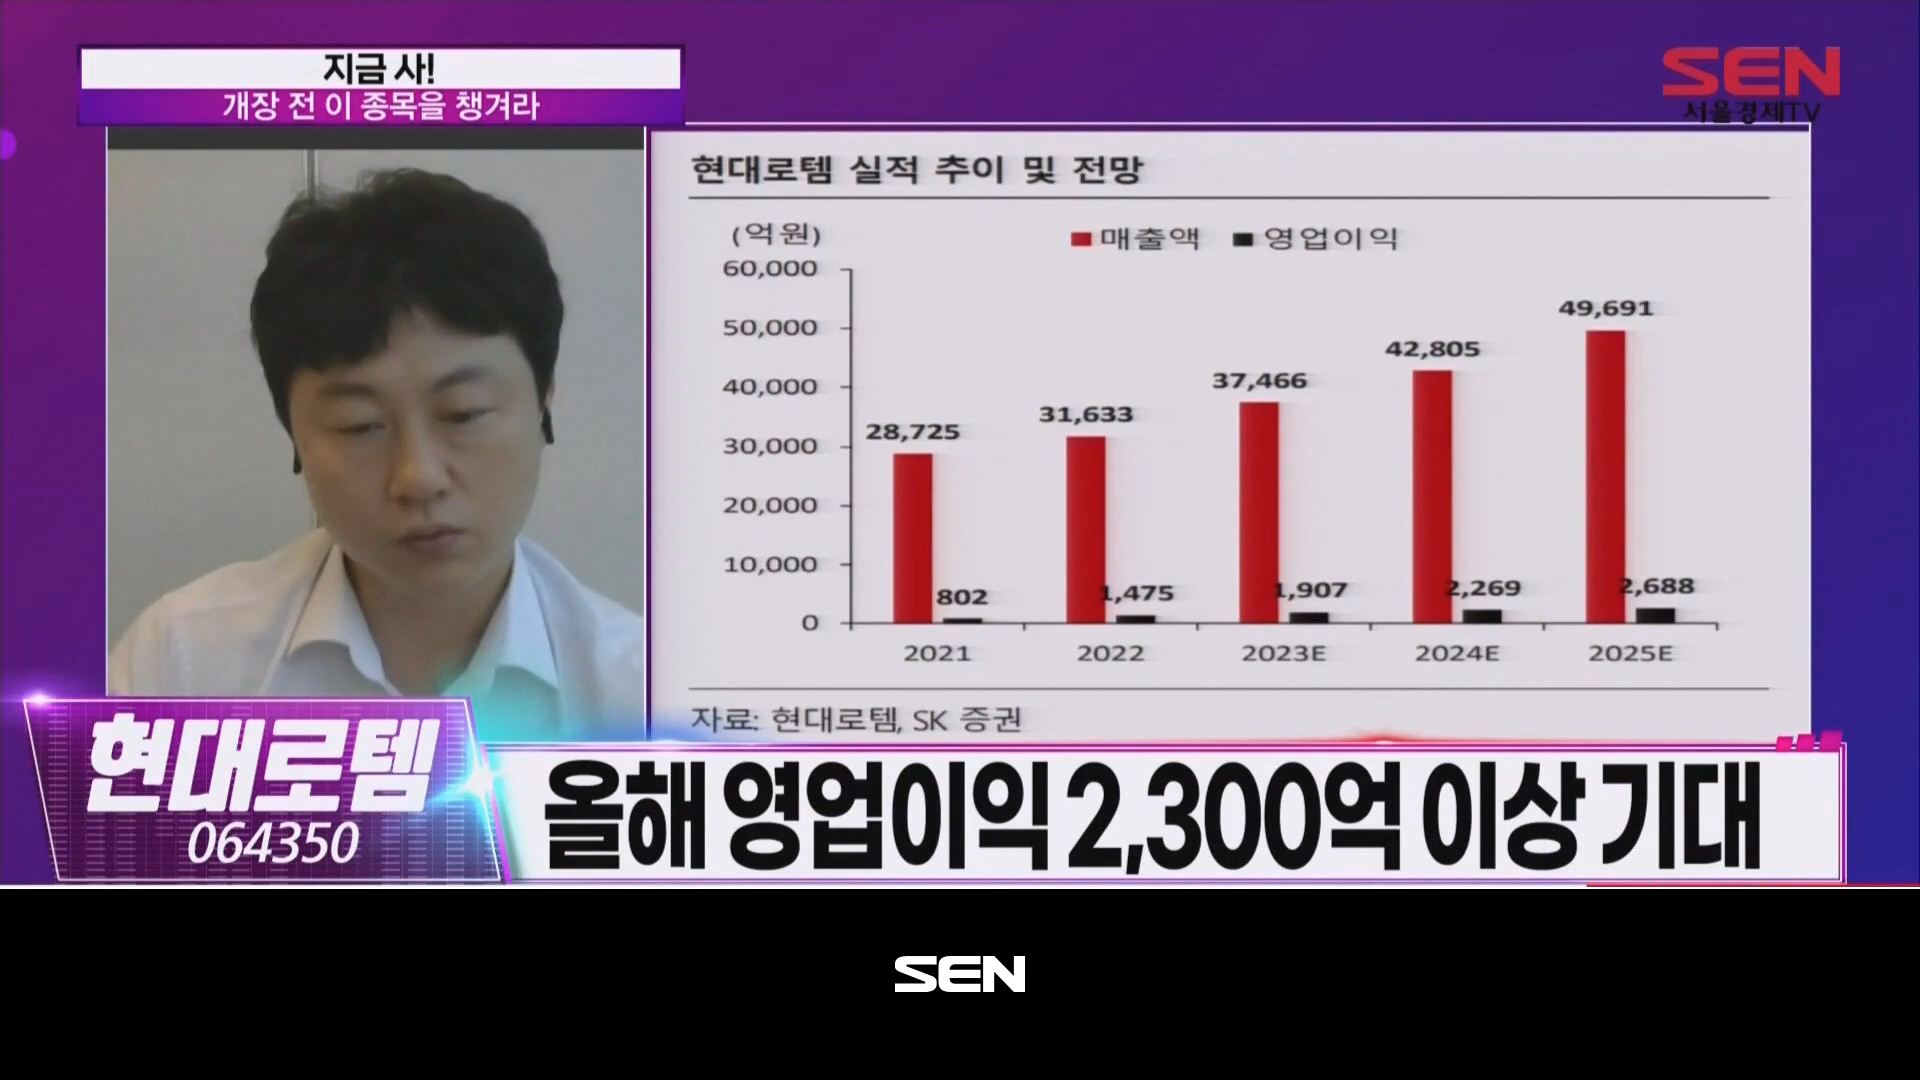 지금 사!
개장 전 이 종목을 챙겨라
SEN
서울경제TV
현대로템 실적 추이 및 전망
(억원)
매출액 영업이익
60,000
50,000
40,000
30,000
20,000
10,000
0
28,725 31,633 37,466 42,805 49,691
802 1,475 1,907 2,269 2,688
2021 2022 2023E 2024E 2025E
자료: 현대로템, SK 증권
현대로템
064350
올해 영업이익 2,300억 이상 기대
SEN